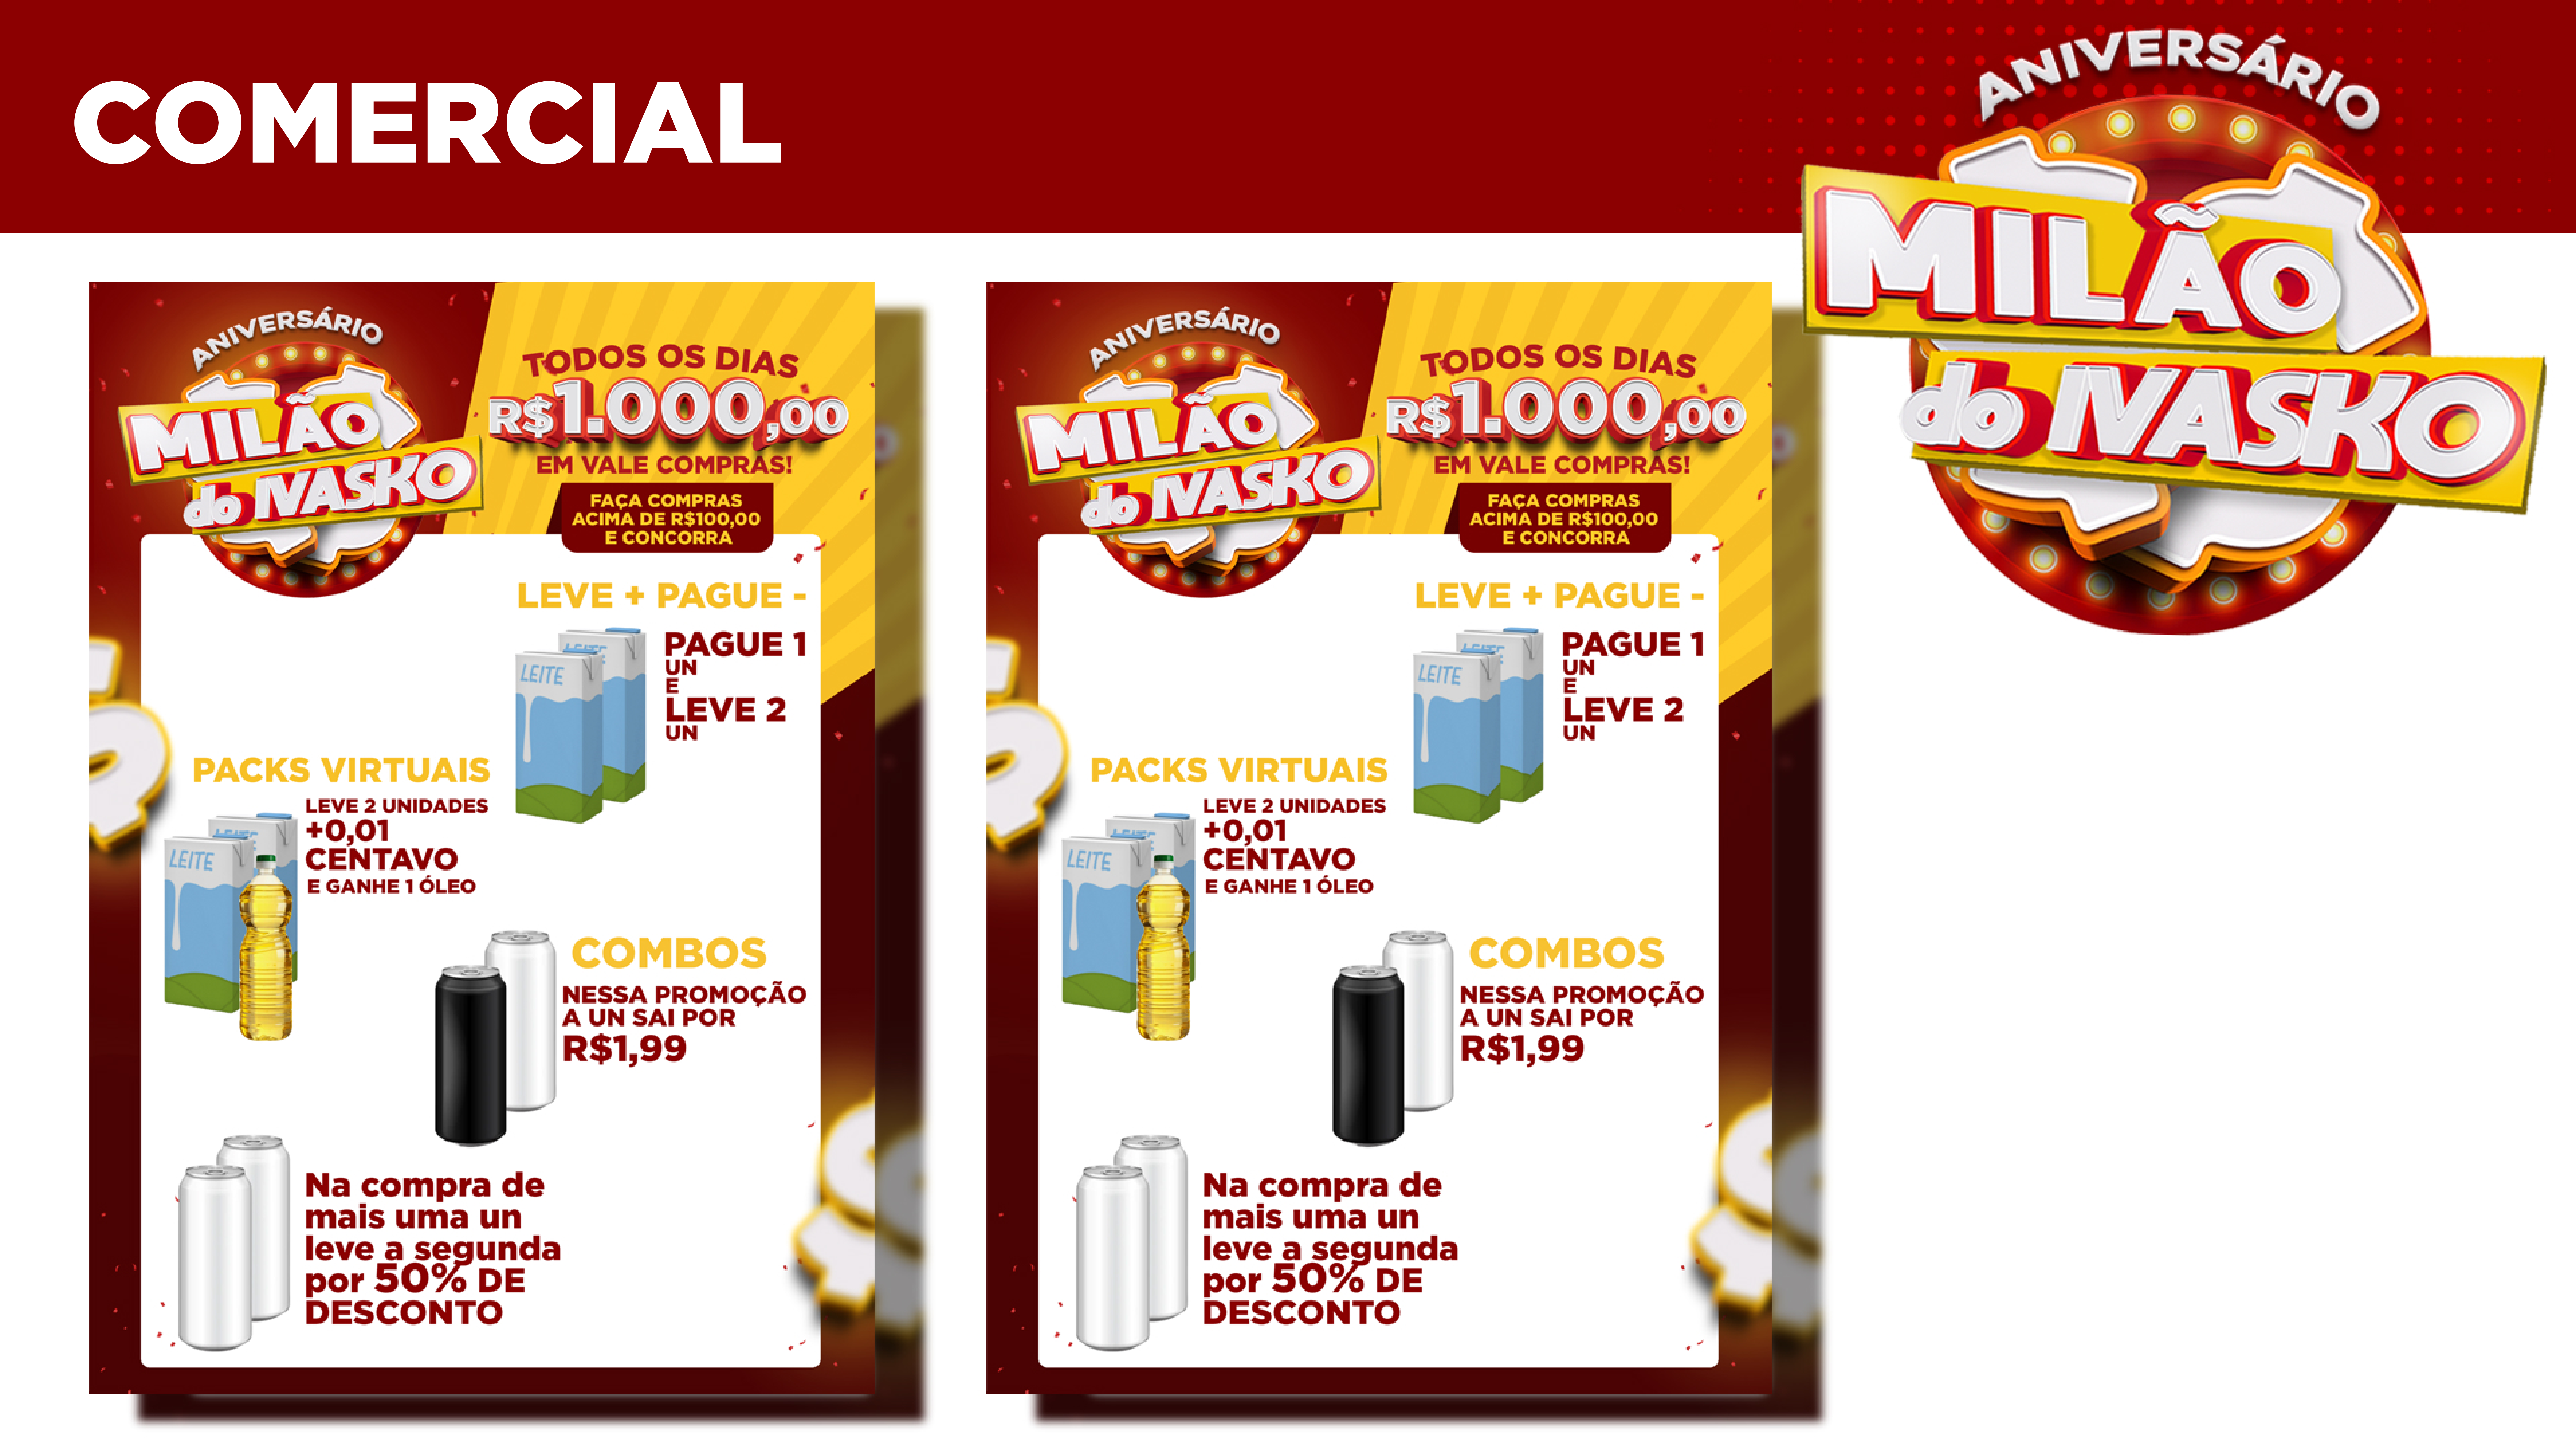 COMERCIAL
ANIVERSÁRIO
MILÃO
do IVASKO
ANIVERSÁRIO
MILÃO
do IVASKO
TODOS OS DIAS
R$1.000,00
EM VALE COMPRAS!
FAÇA COMPRAS
ACIMA DE R$100,00
E CONCORRA
LEVE + PAGUE -
LEITE
LEITE
PAGUE 1
UN
E
LEVE 2
UN
PACKS VIRTUAIS
LEITE
LEITE
LEVE 2 UNIDADES
+0,01
CENTAVO
E GANHE 1 ÓLEO
COMBOS
NESSA PROMOÇÃO
A UN SAI POR
R$1,99
Na compra de
mais uma un
leve a segunda
por 50% DE
DESCONTO
ANIVERSÁRIO
MILÃO
do IVASKO
TODOS OS DIAS
R$1.000,00
EM VALE COMPRAS!
FAÇA COMPRAS
ACIMA DE R$100,00
E CONCORRA
LEVE + PAGUE -
LEITE
LEITE
PAGUE 1
UN
E
LEVE 2
UN
PACKS VIRTUAIS
LEITE
LEITE
LEVE 2 UNIDADES
+0,01
CENTAVO
E GANHE 1 ÓLEO
COMBOS
NESSA PROMOÇÃO
A UN SAI POR
R$1,99
Na compra de
mais uma un
leve a segunda
por 50% DE
DESCONTO